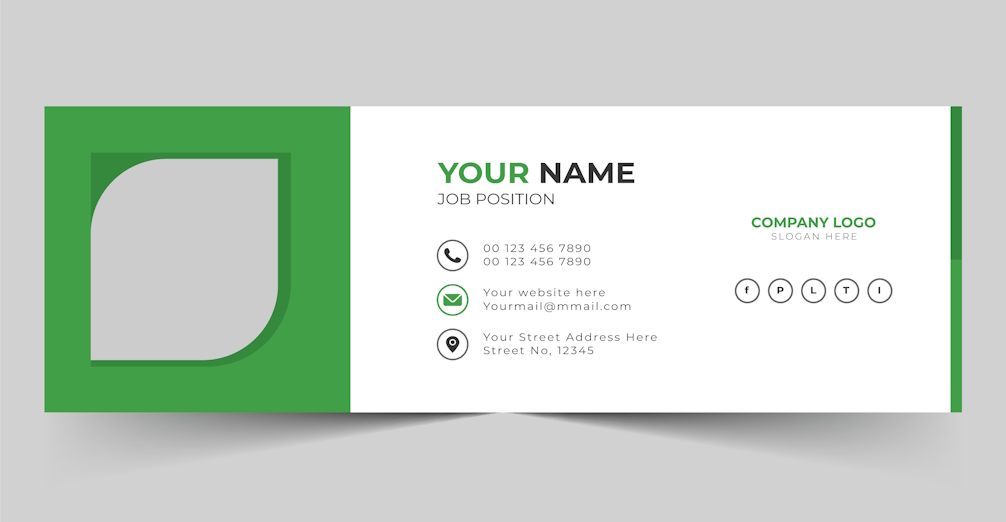 YOUR NAME
JOB POSITION
00 123 456 7890
00 123 456 7890
Your website here
Yourmail@mmail.com
Your Street Address Here
Street No, 12345
COMPANY LOGO
SLOGAN HERE
f P L T I